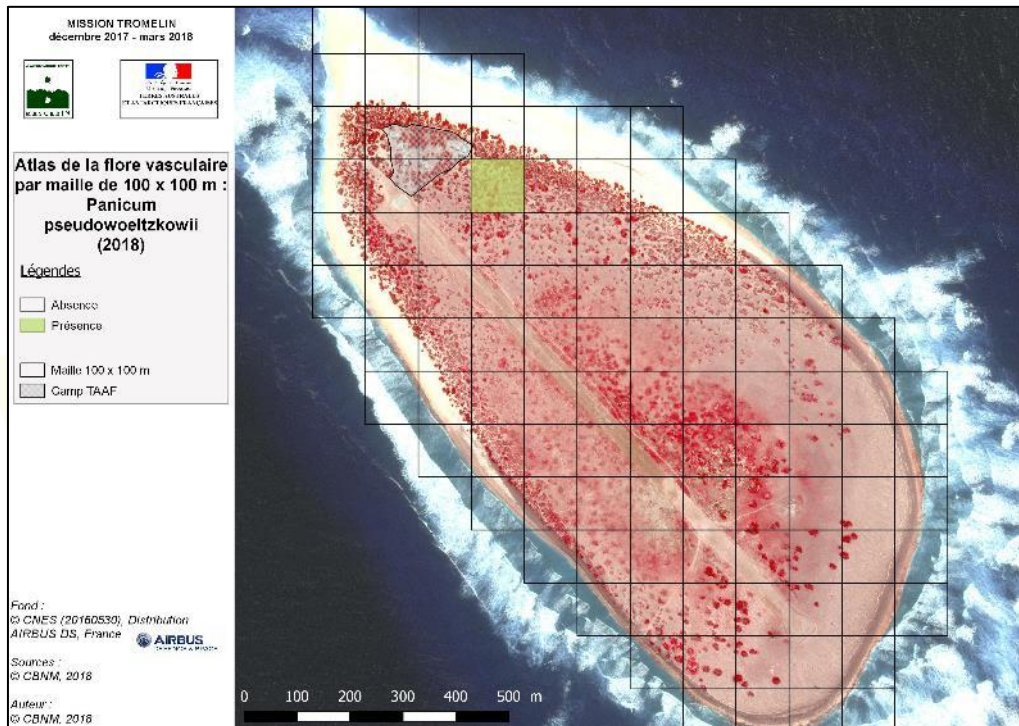 MISSION TROMELIN
décembre 2017 - mars 2018
Atlas de la flore vasculaire
par maille de 100 x 100 m :
Panicum
pseudowoeltzkowii
(2018)
Légendes
Absence
Présence
Maille 100 x 100 m
Camp TAAF
Fond :
© CNES (20160530), Distribution
AIRBUS DS, France
AIRBUS
Sources :
© CBNM, 2018
Auteur :
© CBNM, 2018
0 100 200 300 400 500 m